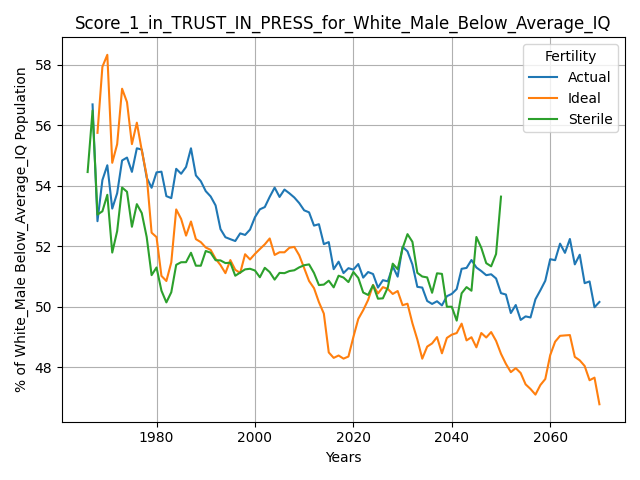 Score_1_in_TRUST_IN_PRESS_for_White_Male_Below_Average_IQ
% of White_Male Below_Average_IQ Population
58
56
54
52
50
48
Fertility
Actual
Ideal
Sterile
1980 2000 2020 2040 2060
Years